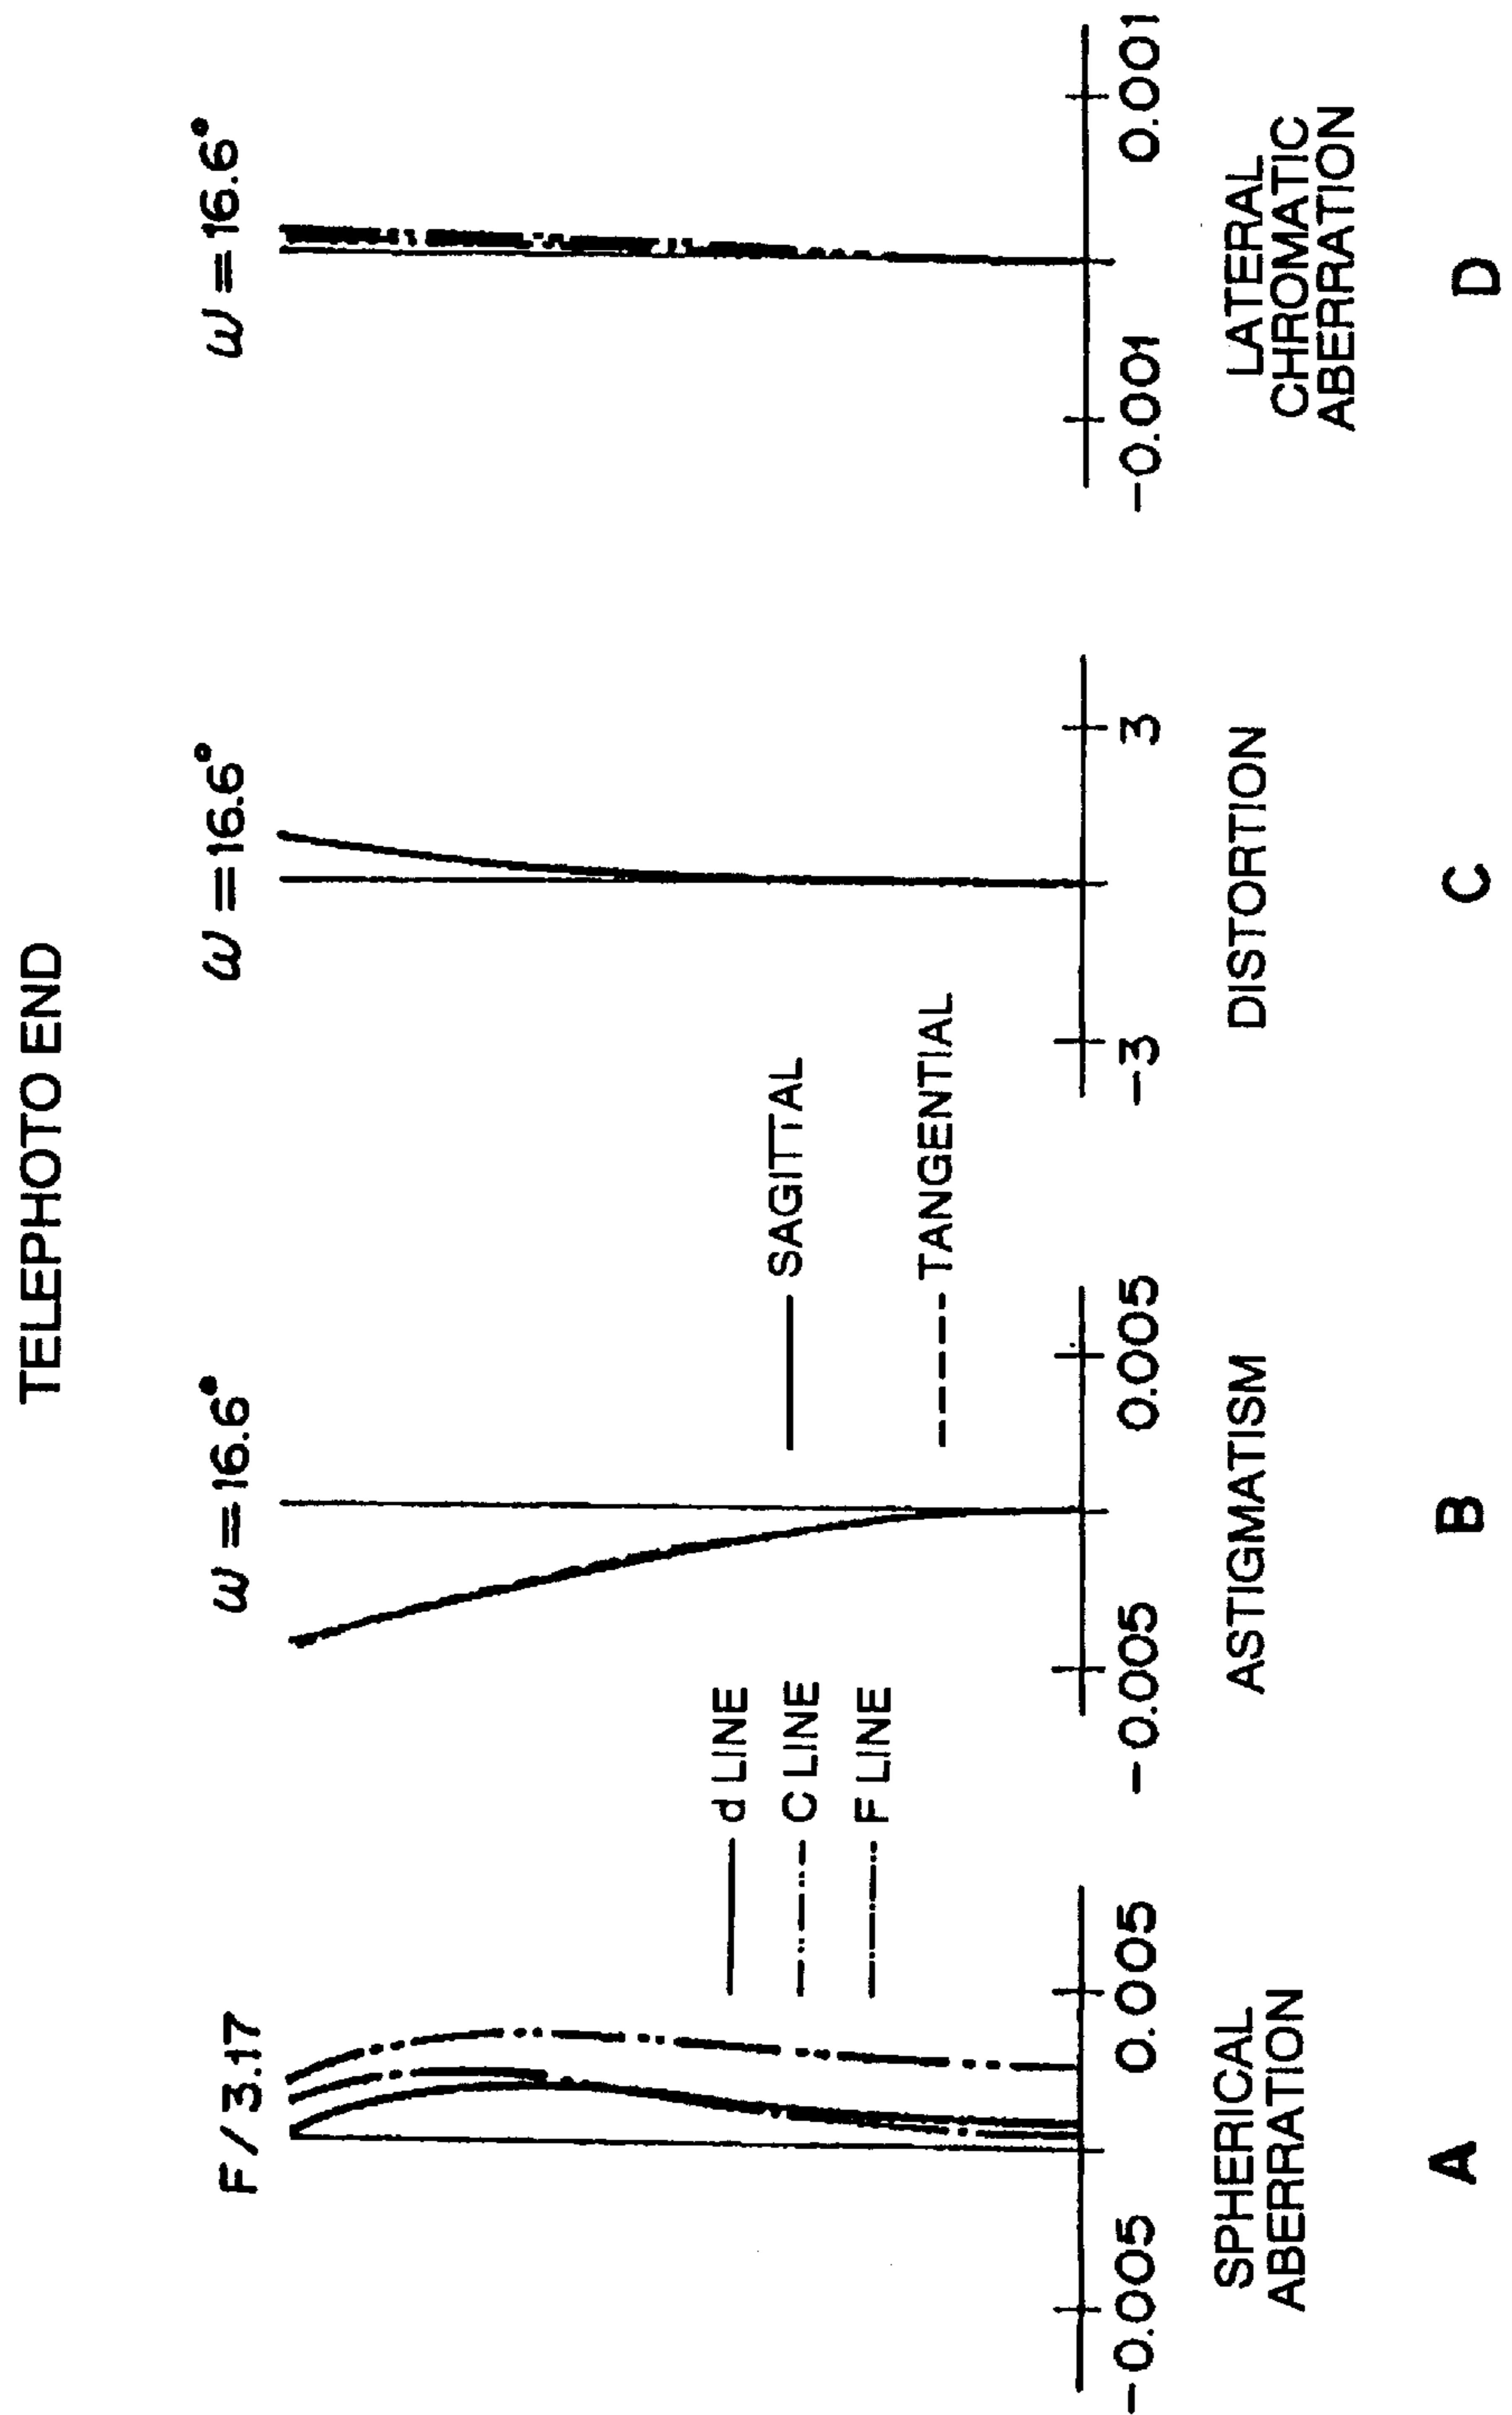 TELEPHOTO END
F / 3.17
d LINE
C LINE
F LINE
-0.005
0.005
SPHERICAL
ABERRATION
A
ω = 16.6°
SAGITTAL
TANGENTIAL
-0.005
0.005
ASTIGMATISM
B
ω = 16.6°
-3
3
DISTORTION
C
ω = 16.6°
-0.001
0.001
LATERAL
CHROMATIC
ABERRATION
D